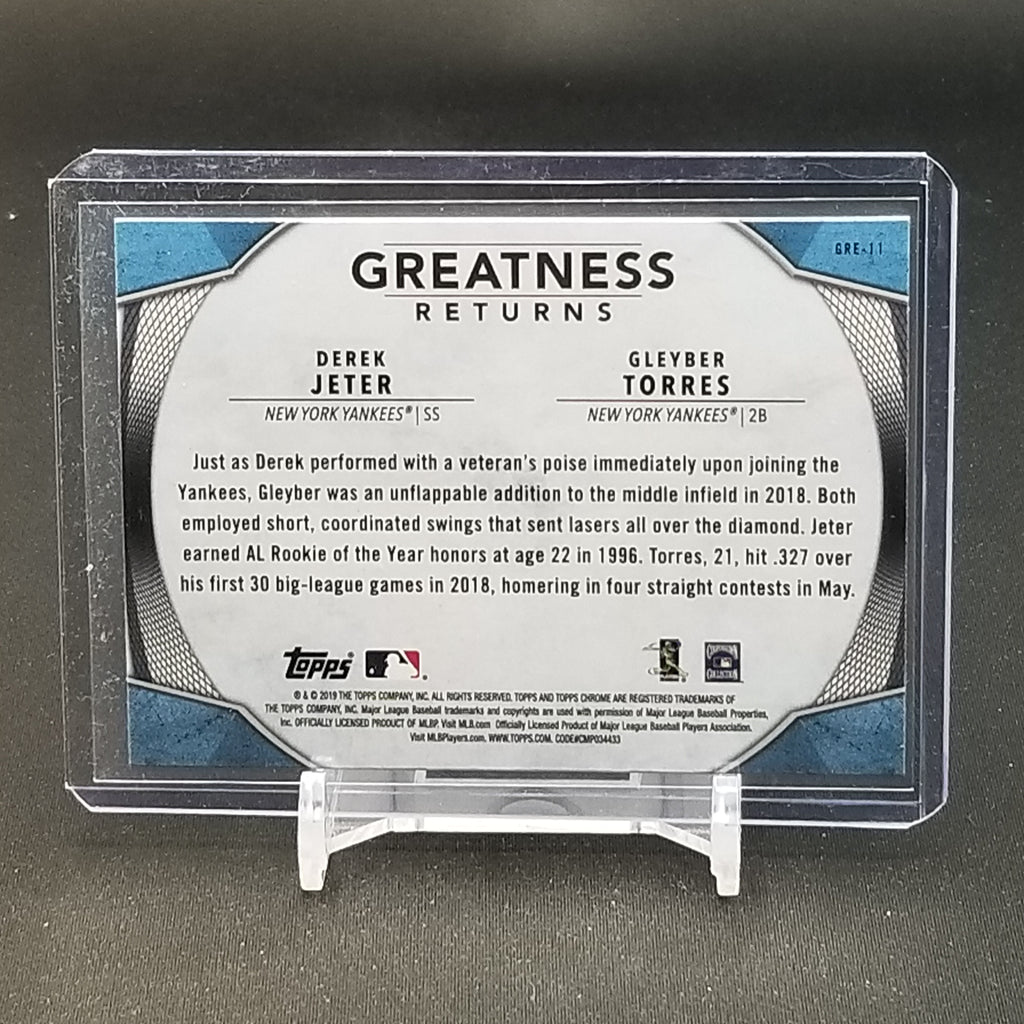 GRE-11
GREATNESS
RETURNS
DEREK
JETER
NEW YORK YANKEES® | SS
GLEYBER
TORRES
NEW YORK YANKEES® | 2B
Just as Derek performed with a veteran's poise immediately upon joining the
Yankees, Gleyber was an unflappable addition to the middle infield in 2018. Both
employed short, coordinated swings that sent lasers all over the diamond. Jeter
earned AL Rookie of the Year honors at age 22 in 1996. Torres, 21, hit .327 over
his first 30 big-league games in 2018, homering in four straight contests in May.
topps®
® & © 2019 THE TOPPS COMPANY, INC. ALL RIGHTS RESERVED. TOPPS AND TOPPS CHROME ARE REGISTERED TRADEMARKS OF
THE TOPPS COMPANY, INC. Major League Baseball trademarks and copyrights are used with permission of Major League Baseball Properties,
Inc. OFFICIALLY LICENSED PRODUCT OF MLBP. Visit MLB.com Officially Licensed Product of Major League Baseball Players Association.
Visit MLBPlayers.com. WWW.TOPPS.COM. CODE#CMP034433